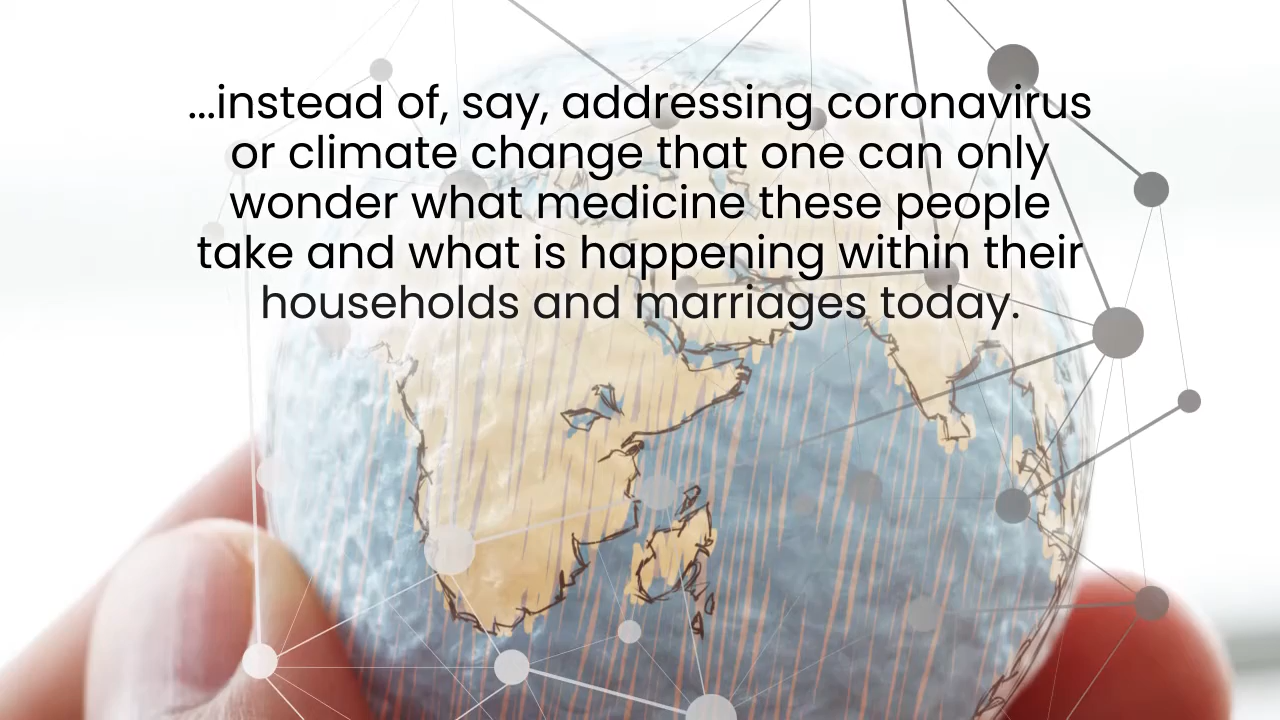 ...instead of, say, addressing coronavirus
or climate change that one can only
wonder what medicine these people
take and what is happening within their
households and marriages today.